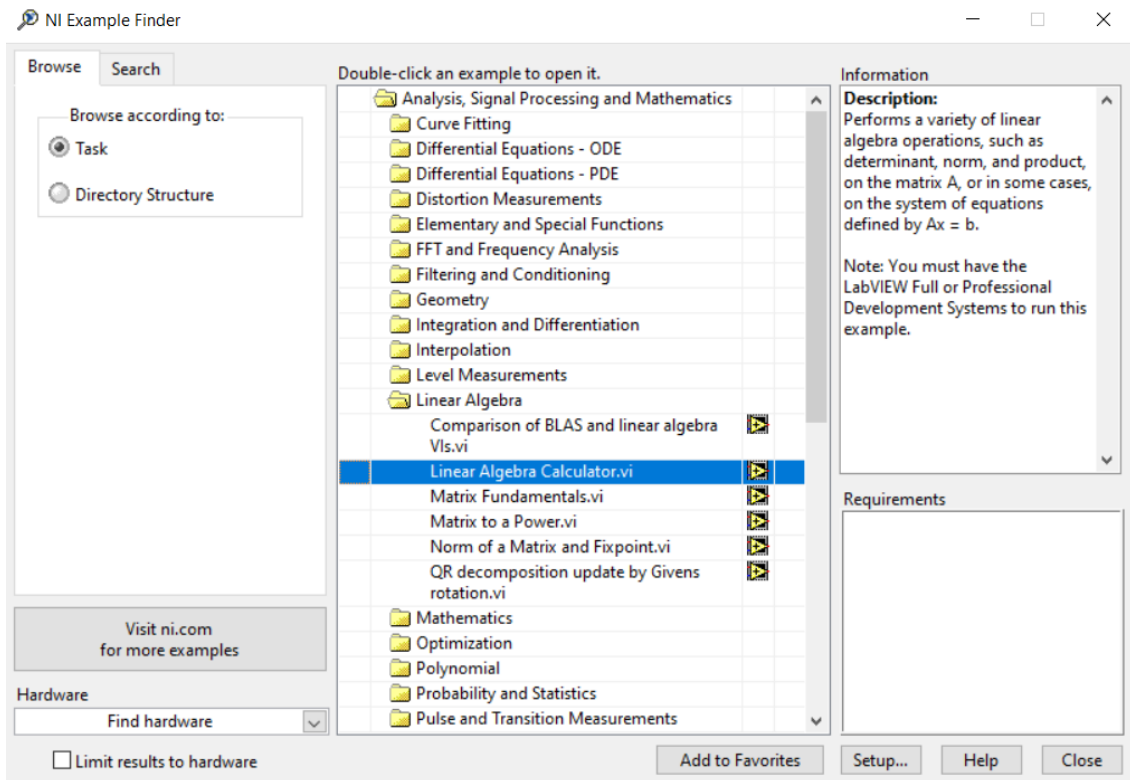 NI Example Finder
Browse
Search
Browse according to:
Task
Directory Structure
Visit ni.com
for more examples
Hardware
Find hardware
Limit results to hardware
Double-click an example to open it.
Analysis, Signal Processing and Mathematics
Curve Fitting
Differential Equations - ODE
Differential Equations - PDE
Distortion Measurements
Elementary and Special Functions
FFT and Frequency Analysis
Filtering and Conditioning
Geometry
Integration and Differentiation
Interpolation
Level Measurements
Linear Algebra
Comparison of BLAS and linear algebra
VIs.vi
Linear Algebra Calculator.vi
Matrix Fundamentals.vi
Matrix to a Power.vi
Norm of a Matrix and Fixpoint.vi
QR decomposition update by Givens
rotation.vi
Mathematics
Optimization
Polynomial
Probability and Statistics
Pulse and Transition Measurements
Information
Description:
Performs a variety of linear
algebra operations, such as
determinant, norm, and product,
on the matrix A, or in some cases,
on the system of equations
defined by Ax = b.
Note: You must have the
LabVIEW Full or Professional
Development Systems to run this
example.
Requirements
Add to Favorites
Setup...
Help
Close